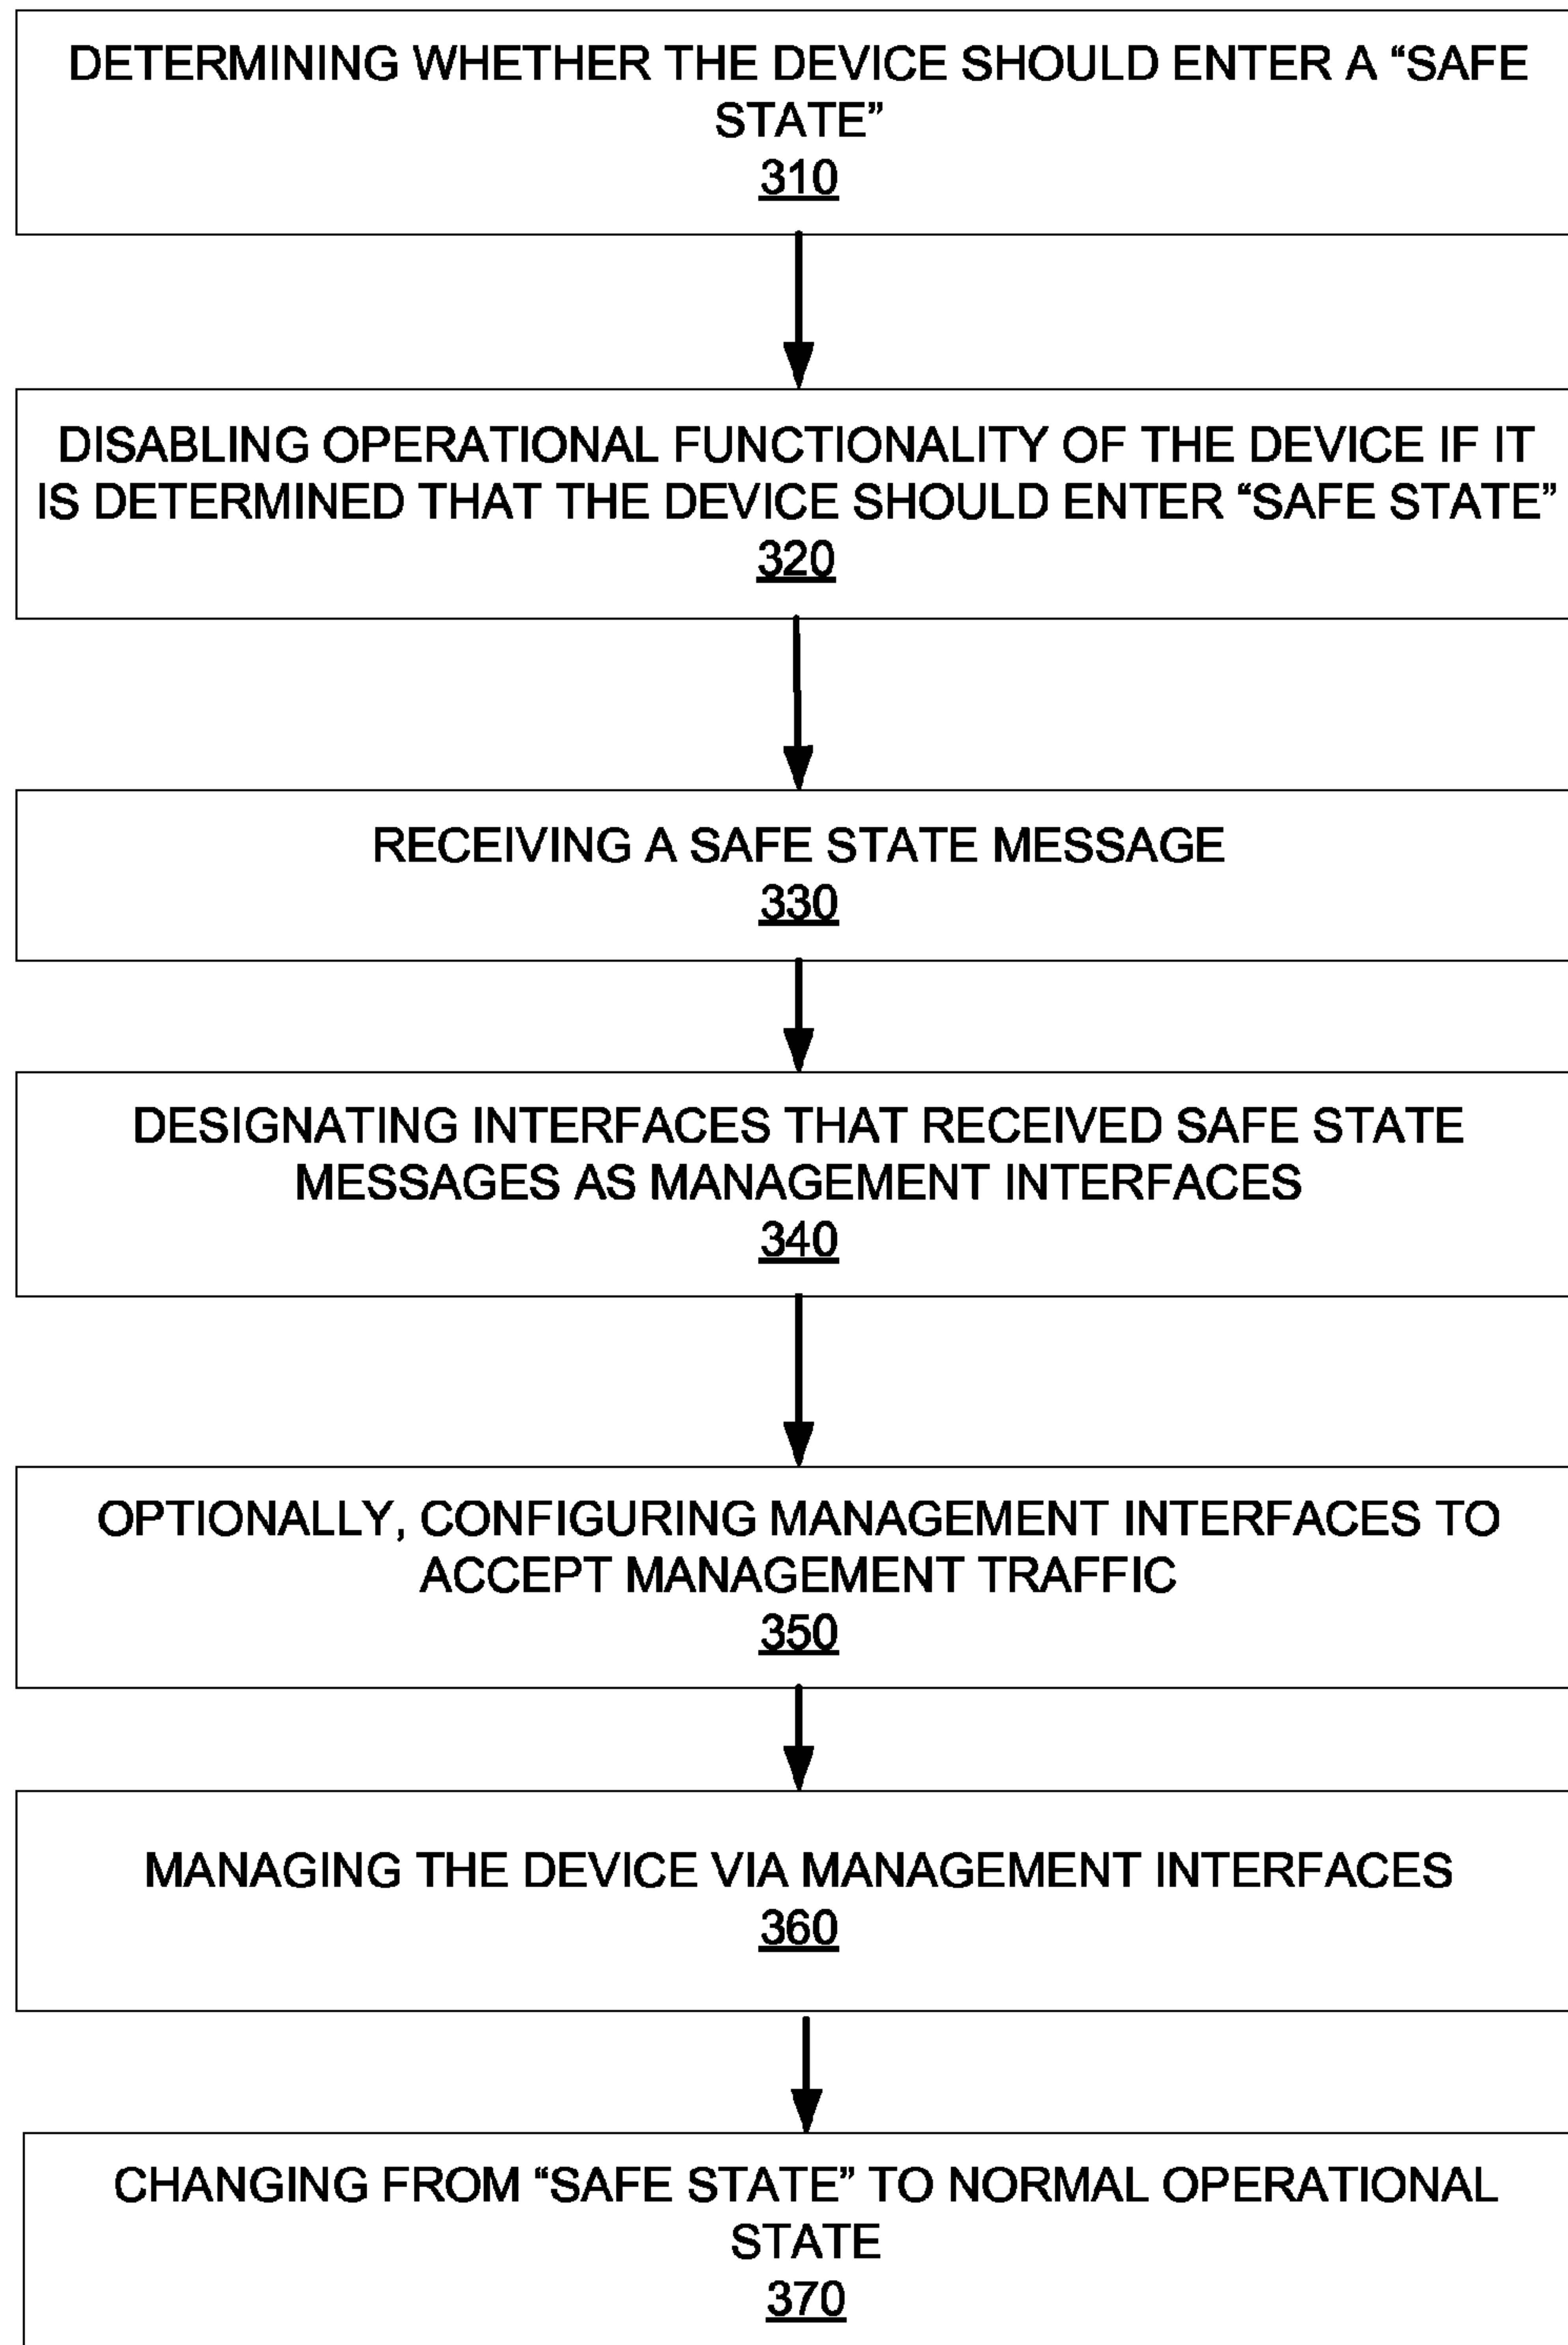 DETERMINING WHETHER THE DEVICE SHOULD ENTER A “SAFE
STATE”
310
DISABLING OPERATIONAL FUNCTIONALITY OF THE DEVICE IF IT
IS DETERMINED THAT THE DEVICE SHOULD ENTER “SAFE STATE”
320
RECEIVING A SAFE STATE MESSAGE
330
DESIGNATING INTERFACES THAT RECEIVED SAFE STATE
MESSAGES AS MANAGEMENT INTERFACES
340
OPTIONALLY, CONFIGURING MANAGEMENT INTERFACES TO
ACCEPT MANAGEMENT TRAFFIC
350
MANAGING THE DEVICE VIA MANAGEMENT INTERFACES
360
CHANGING FROM “SAFE STATE” TO NORMAL OPERATIONAL
STATE
370